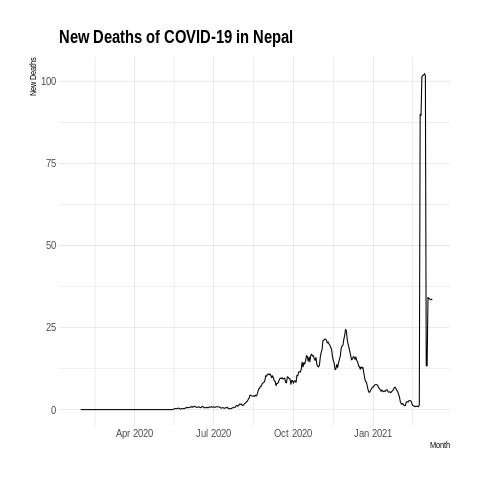 New Deaths of COVID-19 in Nepal
New Deaths
100
75
50
25
0
Apr 2020
Jul 2020
Oct 2020
Jan 2021
Month